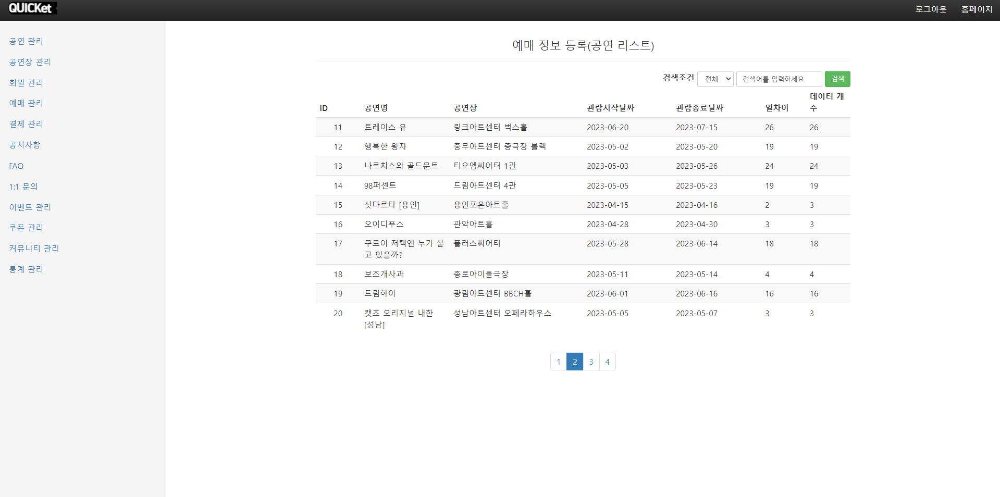 QUICKet
로그아웃 홈페이지
공연 관리
공연장 관리
회원 관리
예매 관리
결제 관리
공지사항
FAQ
1:1 문의
이벤트 관리
쿠폰 관리
커뮤니티 관리
통계 관리
예매 정보 등록(공연 리스트)
검색조건 전체 검색어를 입력하세요 검색
ID 공연명 공연장 관람시작날짜 관람종료날짜 일차이 데이터 개
수
11 트레이스 유 링크아트센터 벅스홀 2023-06-20 2023-07-15 26 26
12 행복한 왕자 충무아트센터 중극장 블랙 2023-05-02 2023-05-20 19 19
13 나르치스와 골드문트 티오엠씨어터 1관 2023-05-03 2023-05-26 24 24
14 98퍼센트 드림아트센터 4관 2023-05-05 2023-05-23 19 19
15 싯다르타 [용인] 용인포은아트홀 2023-04-15 2023-04-16 2 3
16 오이디푸스 관악아트홀 2023-04-28 2023-04-30 3 3
17 쿠로이 저택엔 누가 살 플러스씨어터 2023-05-28 2023-06-14 18 18
고 있을까?
18 보조개사과 종로아이들극장 2023-05-11 2023-05-14 4 4
19 드림하이 광림아트센터 BBCH홀 2023-06-01 2023-06-16 16 16
20 캣츠 오리지널 내한 성남아트센터 오페라하우스 2023-05-05 2023-05-07 3 3
[성남]
1 2 3 4